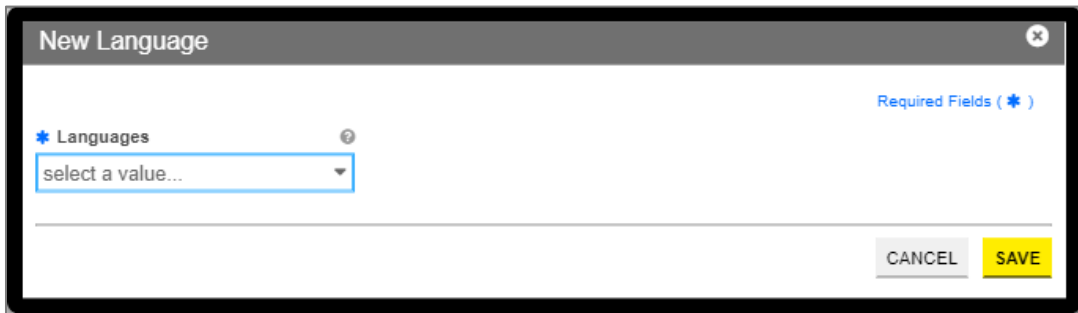 New Language
Required Fields ( * )
* Languages
select a value...
CANCEL SAVE